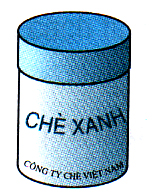 CHÈ XANH
CÔNG TY CHÈ VIỆT NAM